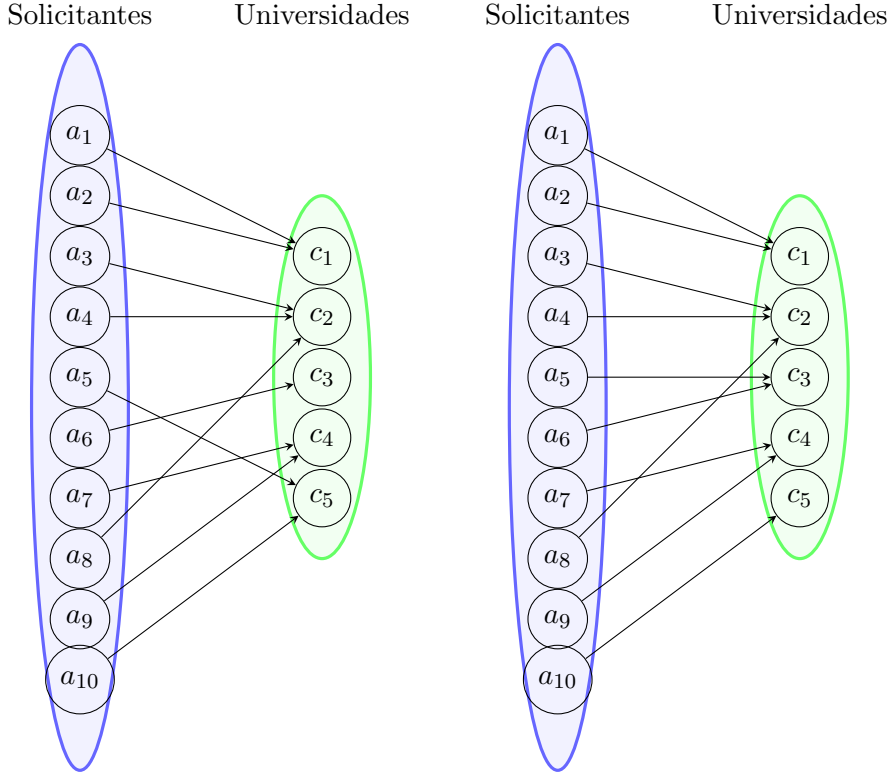 Solicitantes Universidades Solicitantes Universidades
a₁ a₁
a₂ a₂
a₃ c₁ a₃ c₁
a₄ c₂ a₄ c₂
a₅ c₃ a₅ c₃
a₆ c₄ a₆ c₄
a₇ c₅ a₇ c₅
a₈ a₈
a₉ a₉
a₁₀ a₁₀